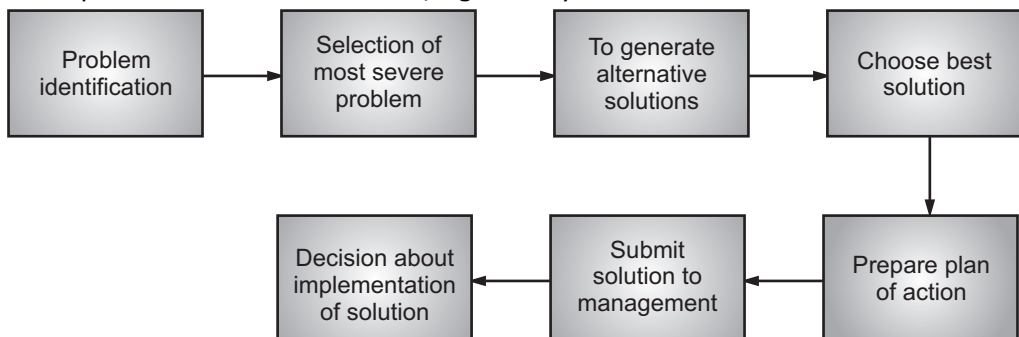 Problem
identification
Selection of
most severe
problem
To generate
alternative
solutions
Choose best
solution
Prepare plan
of action
Submit
solution to
management
Decision about
implementation
of solution